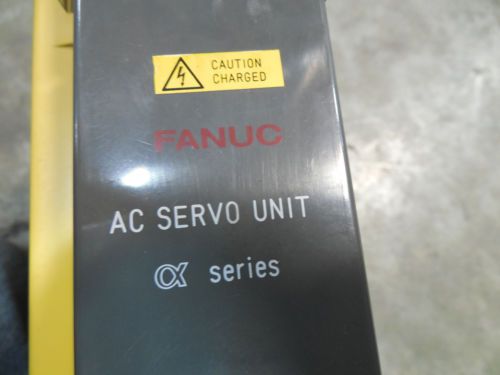 CAUTION
CHARGED
FANUC
AC SERVO UNIT
α series